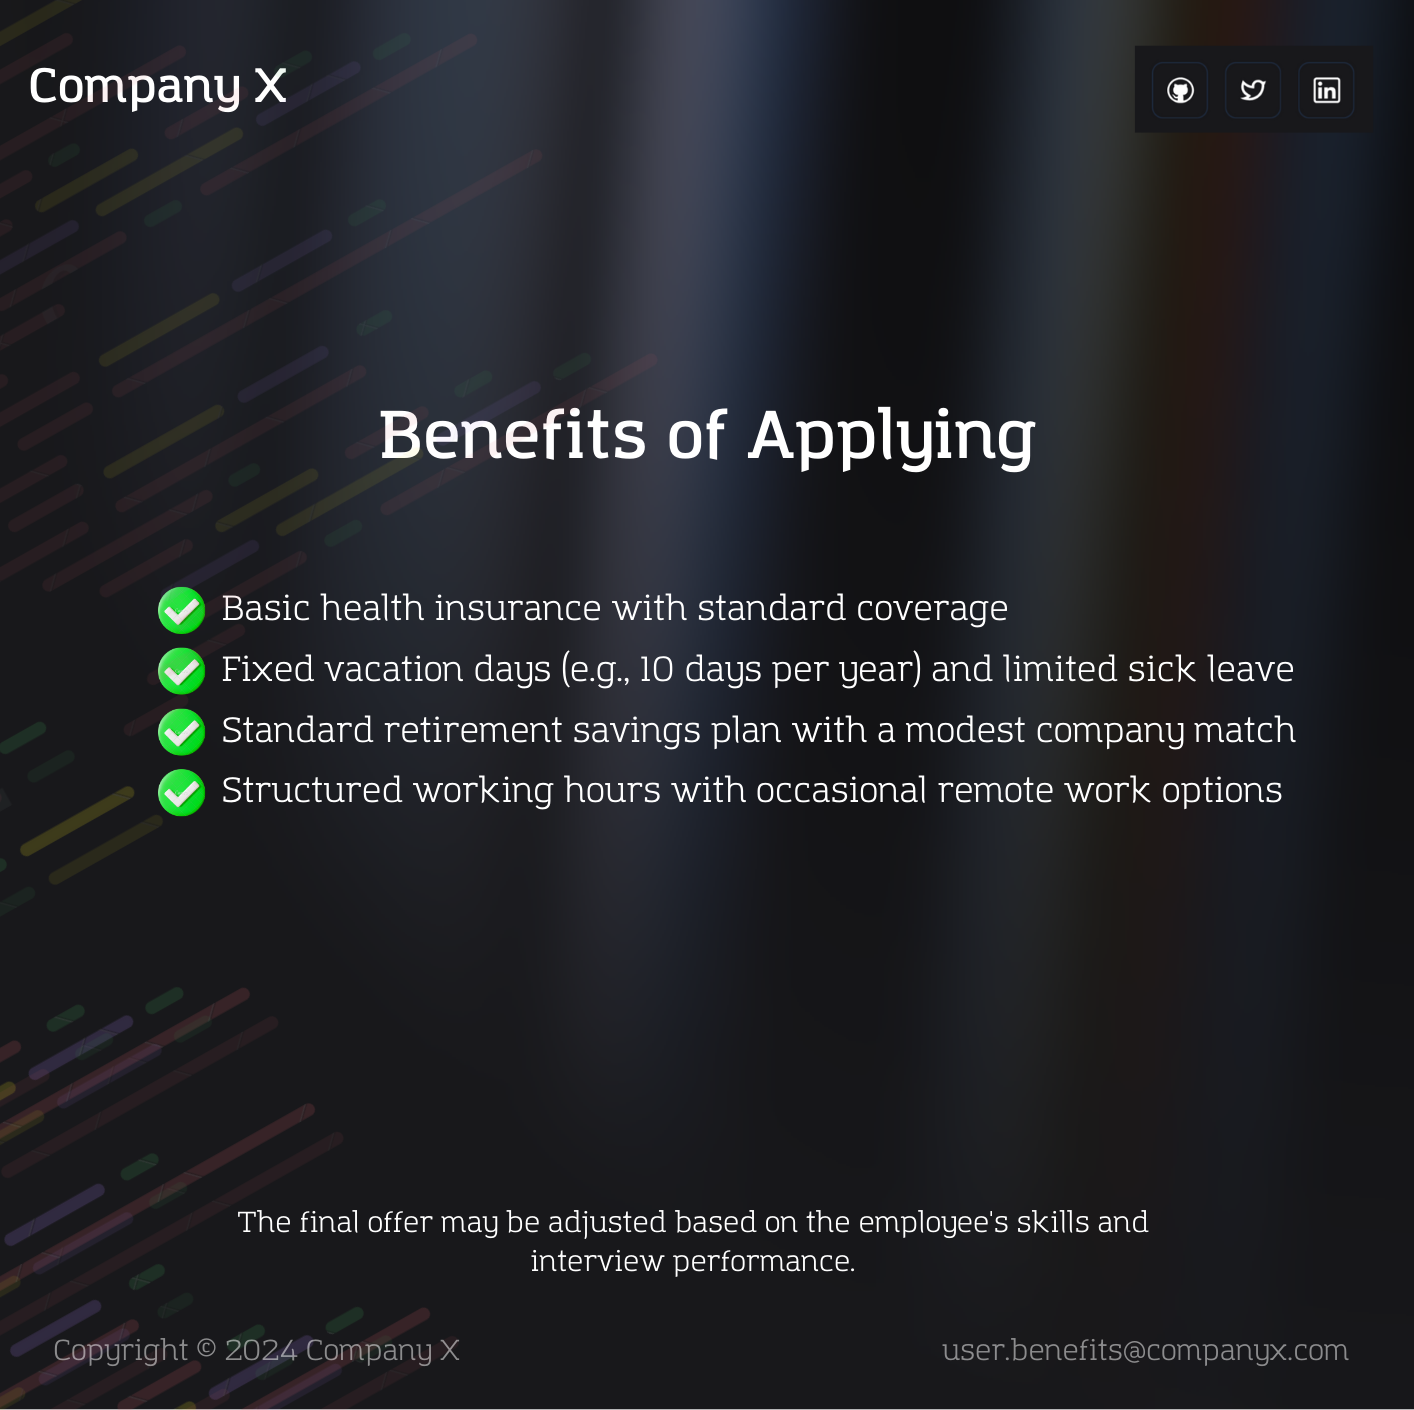 Company X
Benefits of Applying
Basic health insurance with standard coverage
Fixed vacation days (e.g., 10 days per year) and limited sick leave
Standard retirement savings plan with a modest company match
Structured working hours with occasional remote work options
The final offer may be adjusted based on the employee's skills and
interview performance.
Copyright © 2024 Company X
user.benefits@companyx.com